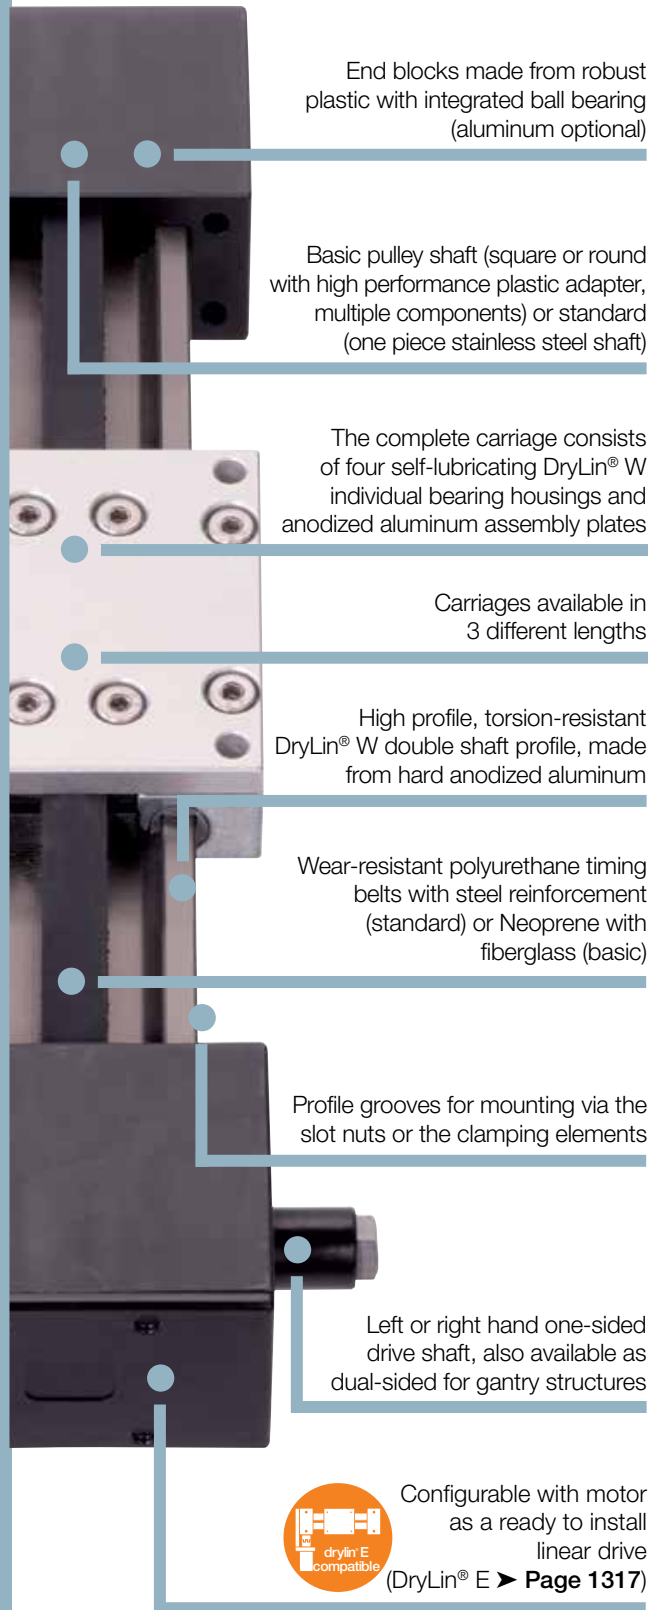 End blocks made from robust
plastic with integrated ball bearing
(aluminum optional)
Basic pulley shaft (square or round
with high performance plastic adapter,
multiple components) or standard
(one piece stainless steel shaft)
The complete carriage consists
of four self-lubricating DryLin® W
individual bearing housings and
anodized aluminum assembly plates
Carriages available in
3 different lengths
High profile, torsion-resistant
DryLin® W double shaft profile, made
from hard anodized aluminum
Wear-resistant polyurethane timing
belts with steel reinforcement
(standard) or Neoprene with
fiberglass (basic)
Profile grooves for mounting via the
slot nuts or the clamping elements
Left or right hand one-sided
drive shaft, also available as
dual-sided for gantry structures
drylin® E
compatible
Configurable with motor
as a ready to install
linear drive
(DryLin® E ➤ Page 1317)